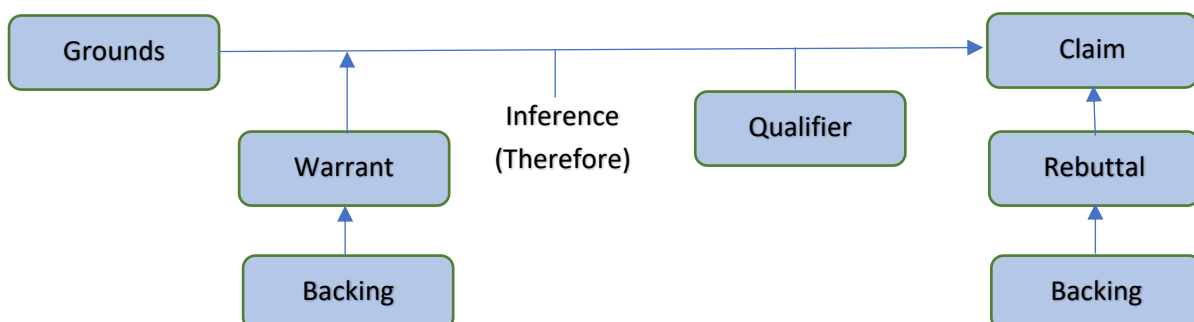 Grounds
Claim
Inference
(Therefore)
Qualifier
Warrant
Rebuttal
Backing
Backing